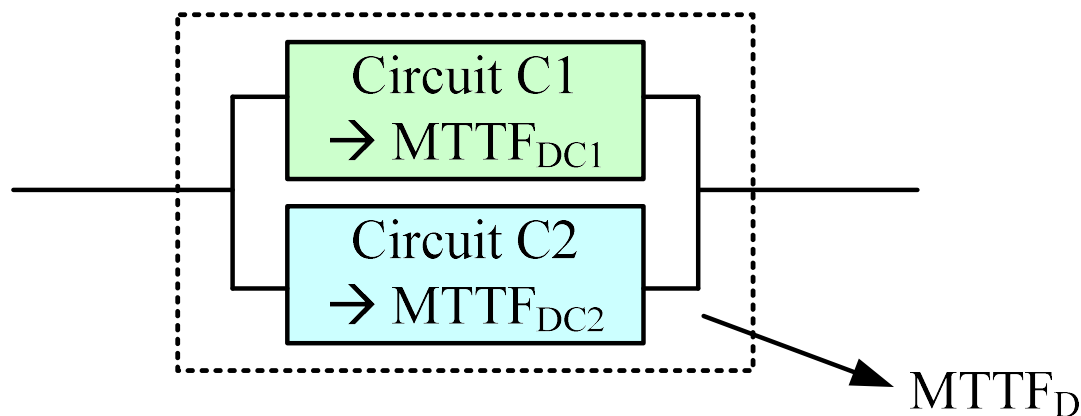 Circuit C1
→ MTTF_DC1
Circuit C2
→ MTTF_DC2
MTTF_D